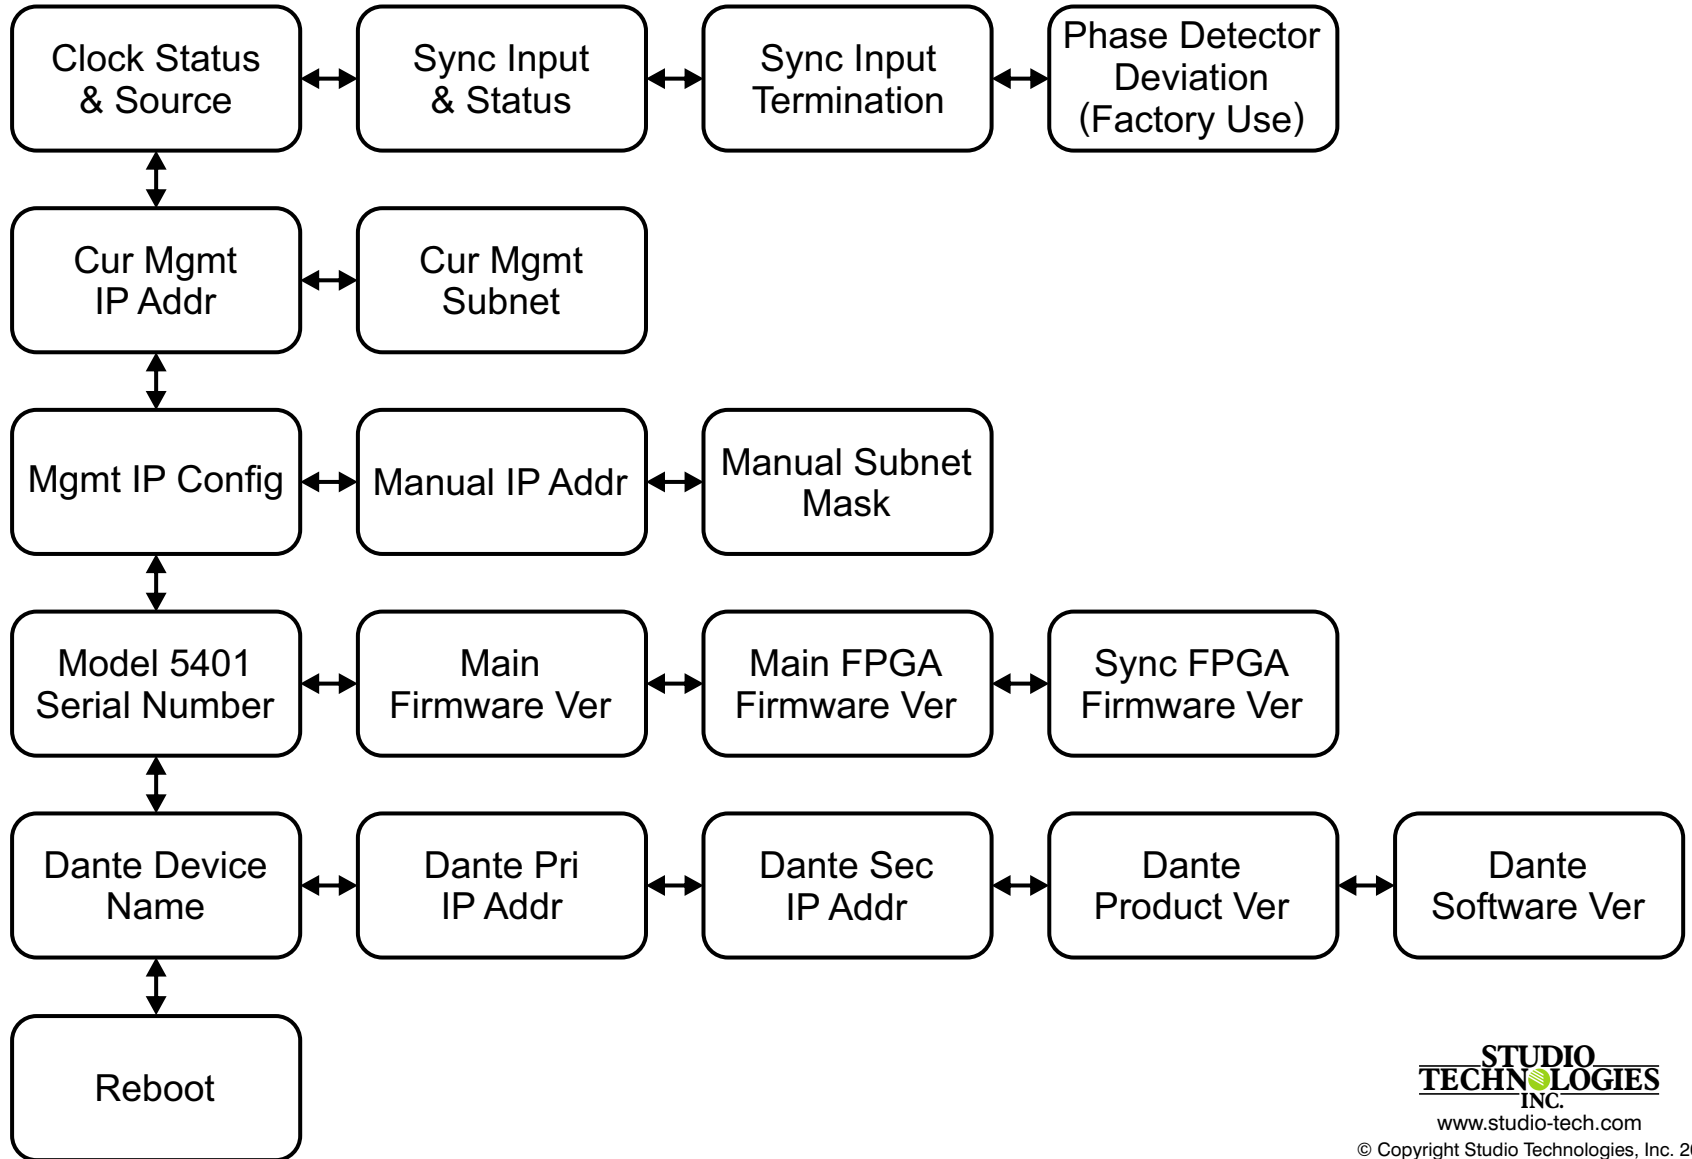 Clock Status
& Source
Sync Input
& Status
Sync Input
Termination
Phase Detector
Deviation
(Factory Use)
Cur Mgmt
IP Addr
Cur Mgmt
Subnet
Mgmt IP Config
Manual IP Addr
Manual Subnet
Mask
Model 5401
Serial Number
Main
Firmware Ver
Main FPGA
Firmware Ver
Sync FPGA
Firmware Ver
Dante Device
Name
Dante Pri
IP Addr
Dante Sec
IP Addr
Dante
Product Ver
Dante
Software Ver
Reboot
STUDIO
TECHNOLOGIES
INC.
www.studio-tech.com
© Copyright Studio Technologies, Inc.